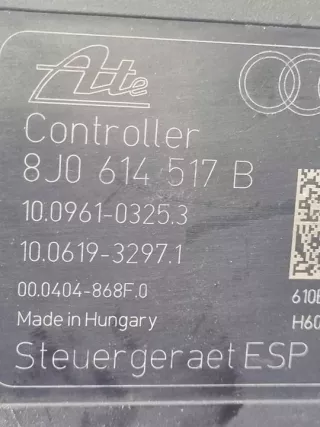 Ate
Controller
8J0 614 517 B
10.0961-0325.3
10.0619-3297.1
00.0404-868F.0
Made in Hungary
Steuergeraet ESP